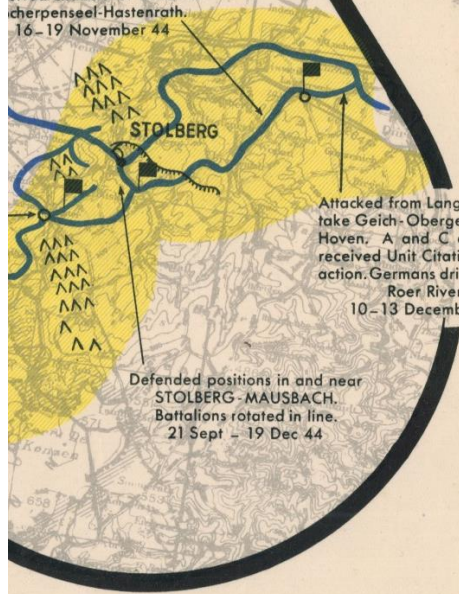 cherpenseel-Hastenrath.
16-19 November 44
STOLBERG
Attacked from Lang
take Geich-Oberge
Hoven. A and C
received Unit Citati
action. Germans dri
Roer River
10-13 Decemb
Defended positions in and near
STOLBERG-MAUSBACH.
Battalions rotated in line.
21 Sept - 19 Dec 44
658